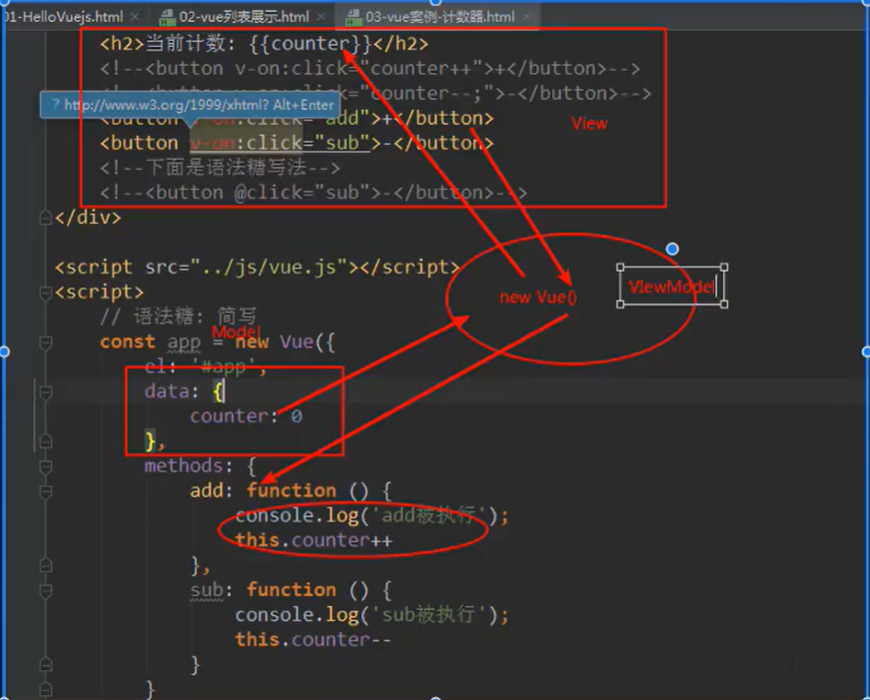 01-HelloVuejs.html × 02-vue列表展示.html × 03-vue案例-计数器.html ×
<h2>当前计数: {{counter}}</h2>
<!--<button v-on:click="counter++">+</button>-->
"counter--;">-</button>-->
? http://www.w3.org/1999/xhtml? Alt+Enter
<button v-on:click="add">+</button>
View
<button v-on:click="sub">-</button>
<!--下面是语法糖写法-->
<!--<button @click="sub">-</button>-->
</div>
<script src="../js/vue.js"></script>
<script>
new Vue()
VIewModel
// 语法糖: 简写
Model
const app = new Vue({
el: '#app',
data: {
counter: 0
},
methods: {
add: function () {
console.log('add被执行');
this.counter++
},
sub: function () {
console.log('sub被执行');
this.counter--
}
}